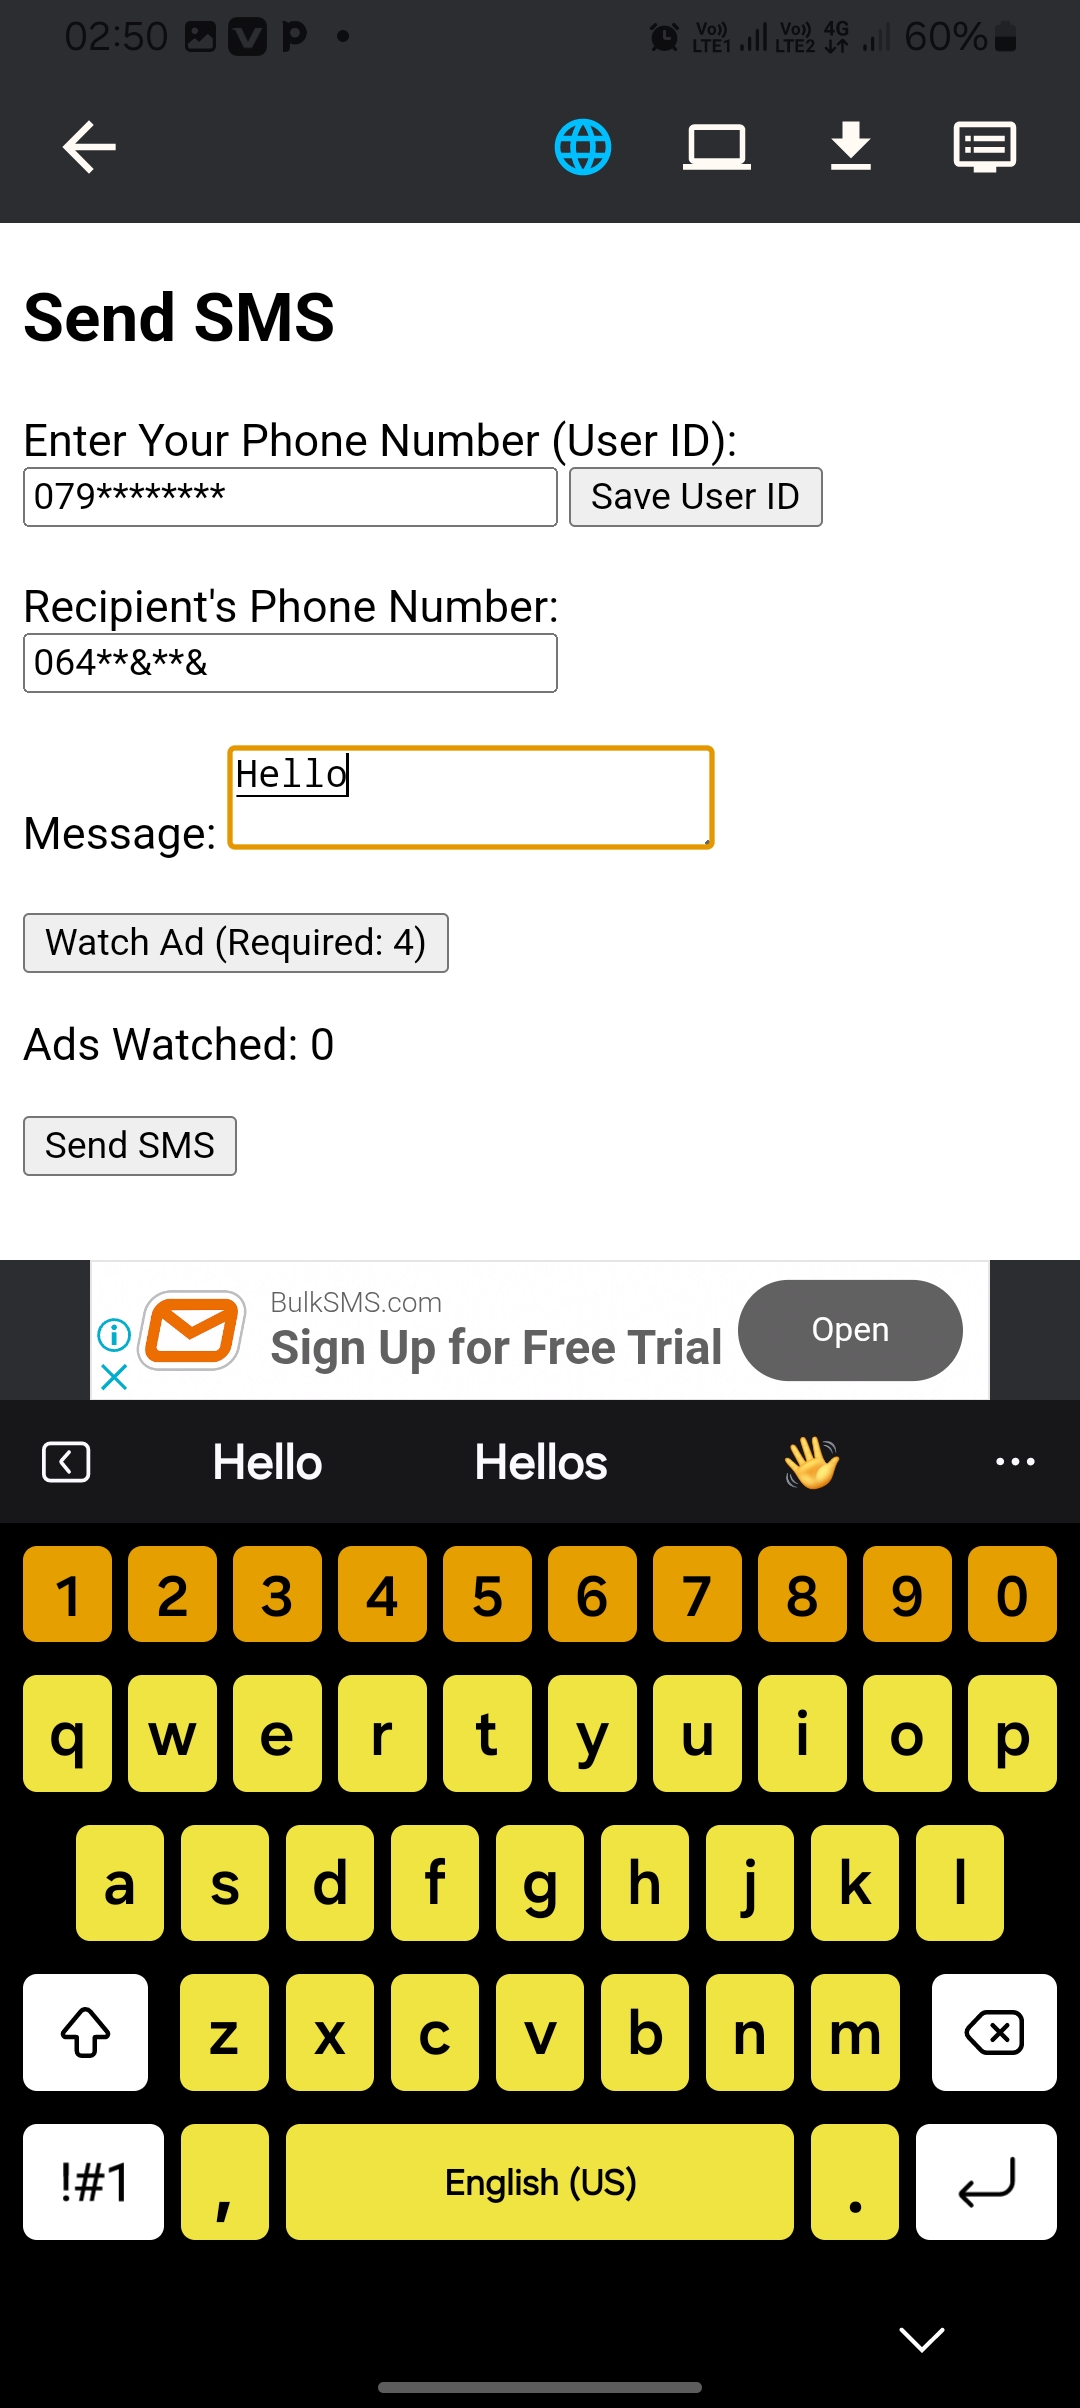 02:50
Vo)) LTE1 Vo)) LTE2 4G 60%
Send SMS
Enter Your Phone Number (User ID):
079******** Save User ID
Recipient's Phone Number:
064**&**&
Hello
Message:
Watch Ad (Required: 4)
Ads Watched: 0
Send SMS
BulkSMS.com
Sign Up for Free Trial
Open
Hello Hellos 👋 ...
1 2 3 4 5 6 7 8 9 0
q w e r t y u i o p
a s d f g h j k l
z x c v b n m
!#1 , English (US) .